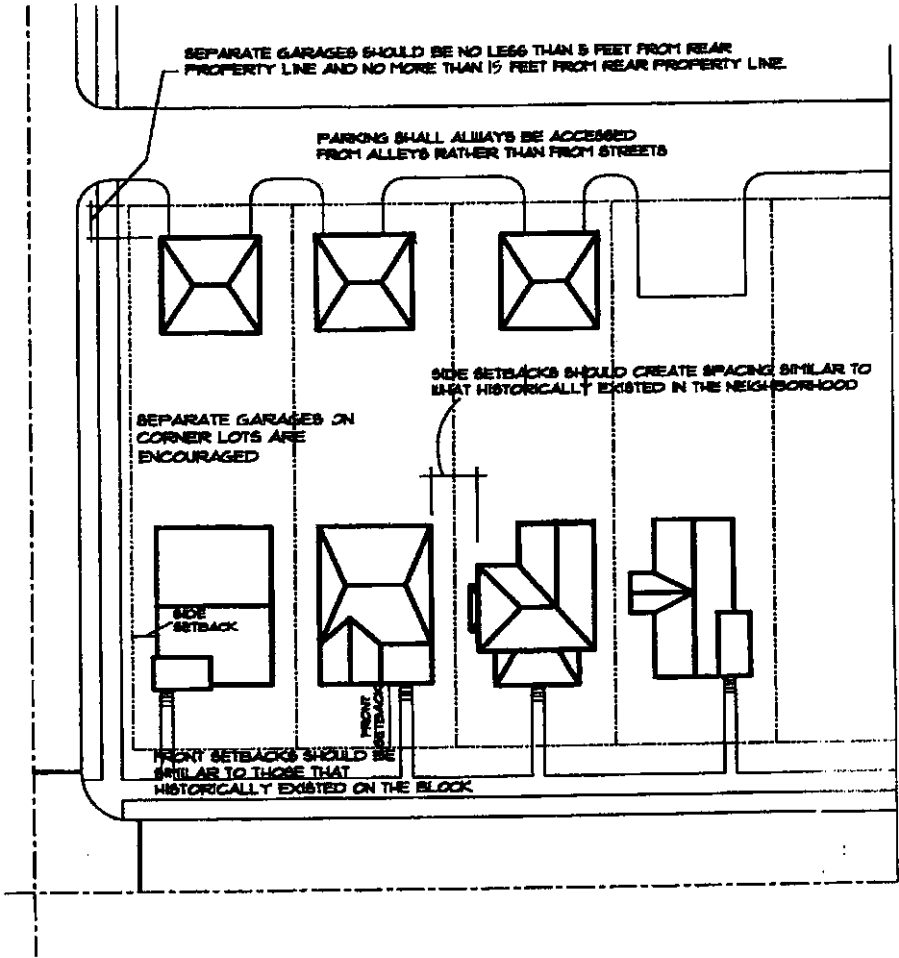 SEPARATE GARAGES SHOULD BE NO LESS THAN 5 FEET FROM REAR
PROPERTY LINE AND NO MORE THAN 15 FEET FROM REAR PROPERTY LINE.
PARKING SHALL ALWAYS BE ACCESSED
FROM ALLEYS RATHER THAN FROM STREETS
SIDE SETBACKS SHOULD CREATE SPACING SIMILAR TO
WHAT HISTORICALLY EXISTED IN THE NEIGHBORHOOD
SEPARATE GARAGES ON
CORNER LOTS ARE
ENCOURAGED
SIDE
SETBACK
FRONT
SETBACK
FRONT SETBACKS SHOULD BE
SIMILAR TO THOSE THAT
HISTORICALLY EXISTED ON THE BLOCK